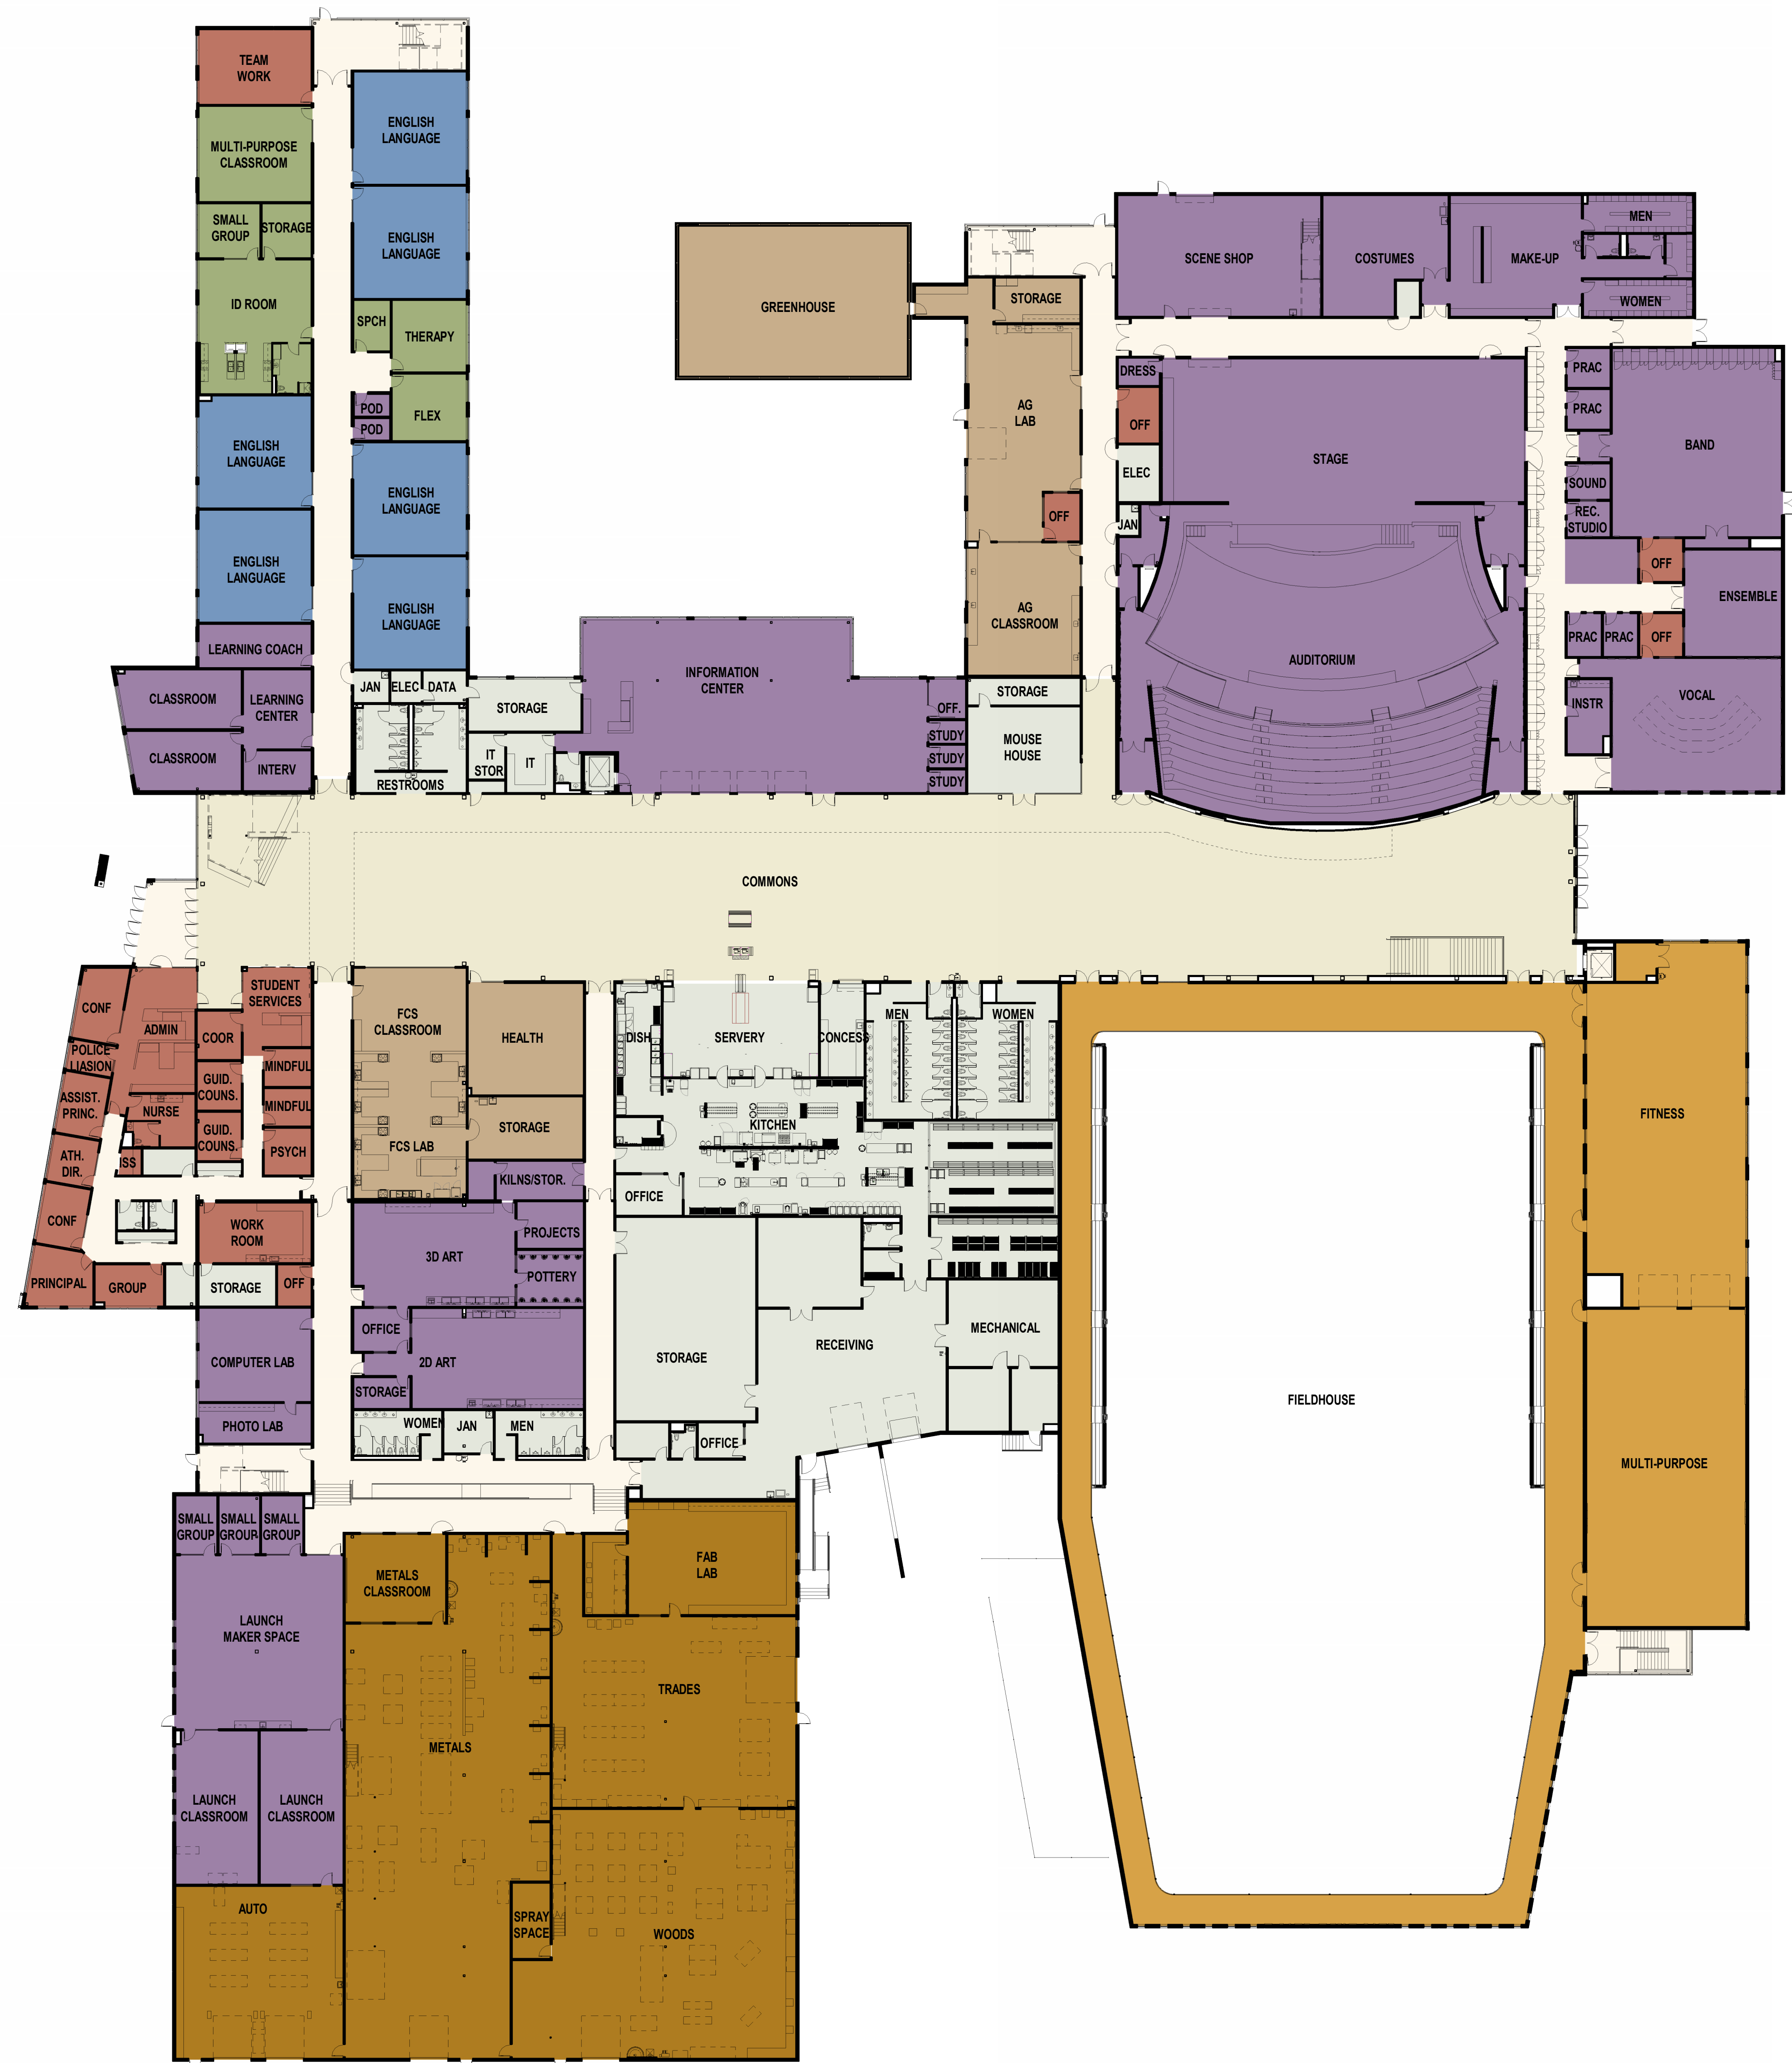 TEAM
WORK
MULTI-PURPOSE
CLASSROOM
SMALL
GROUP
STORAGE
ID ROOM
ENGLISH
LANGUAGE
ENGLISH
LANGUAGE
LEARNING COACH
CLASSROOM
LEARNING
CENTER
CLASSROOM
INTERV
ENGLISH
LANGUAGE
ENGLISH
LANGUAGE
SPCH
THERAPY
FLEX
POD
POD
ENGLISH
LANGUAGE
ENGLISH
LANGUAGE
JAN
ELEC
DATA
RESTROOMS
STORAGE
IT
STOR
IT
INFORMATION
CENTER
OFF.
STUDY
STUDY
STUDY
GREENHOUSE
STORAGE
AG
LAB
OFF
AG
CLASSROOM
STORAGE
MOUSE
HOUSE
SCENE SHOP
COSTUMES
MAKE-UP
MEN
WOMEN
DRESS
OFF
ELEC
JAN
STAGE
AUDITORIUM
PRAC
PRAC
BAND
SOUND
REC.
STUDIO
OFF
ENSEMBLE
PRAC
PRAC
OFF
INSTR
VOCAL
COMMONS
CONF
ADMIN
POLICE
LIASION
ASSIST.
PRINC.
NURSE
ATH.
DIR.
ISS
CONF
PRINCIPAL
GROUP
STUDENT
SERVICES
COOR
MINDFUL
GUID.
COUNS.
MINDFUL
GUID.
COUNS.
PSYCH
WORK
ROOM
STORAGE
OFF
COMPUTER LAB
PHOTO LAB
FCS
CLASSROOM
HEALTH
FCS LAB
STORAGE
KILNS/STOR.
3D ART
PROJECTS
POTTERY
OFFICE
2D ART
STORAGE
WOMEN
JAN
MEN
DISH
SERVERY
CONCESS
MEN
WOMEN
KITCHEN
OFFICE
STORAGE
RECEIVING
MECHANICAL
OFFICE
FITNESS
FIELDHOUSE
MULTI-PURPOSE
SMALL
GROUP
SMALL
GROUP
SMALL
GROUP
LAUNCH
MAKER SPACE
LAUNCH
CLASSROOM
LAUNCH
CLASSROOM
AUTO
METALS
CLASSROOM
METALS
FAB
LAB
TRADES
SPRAY
SPACE
WOODS